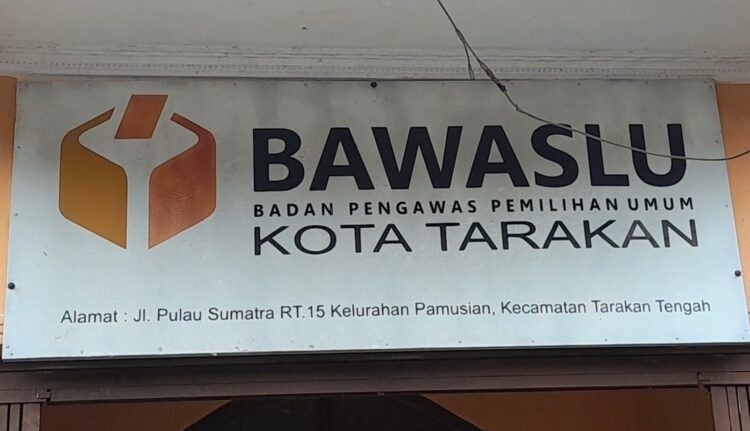 BAWASLU
BADAN PENGAWAS PEMILIHAN UMUM
KOTA TARAKAN
Alamat : Jl. Pulau Sumatra RT.15 Kelurahan Pamusian, Kecamatan Tarakan Tengah